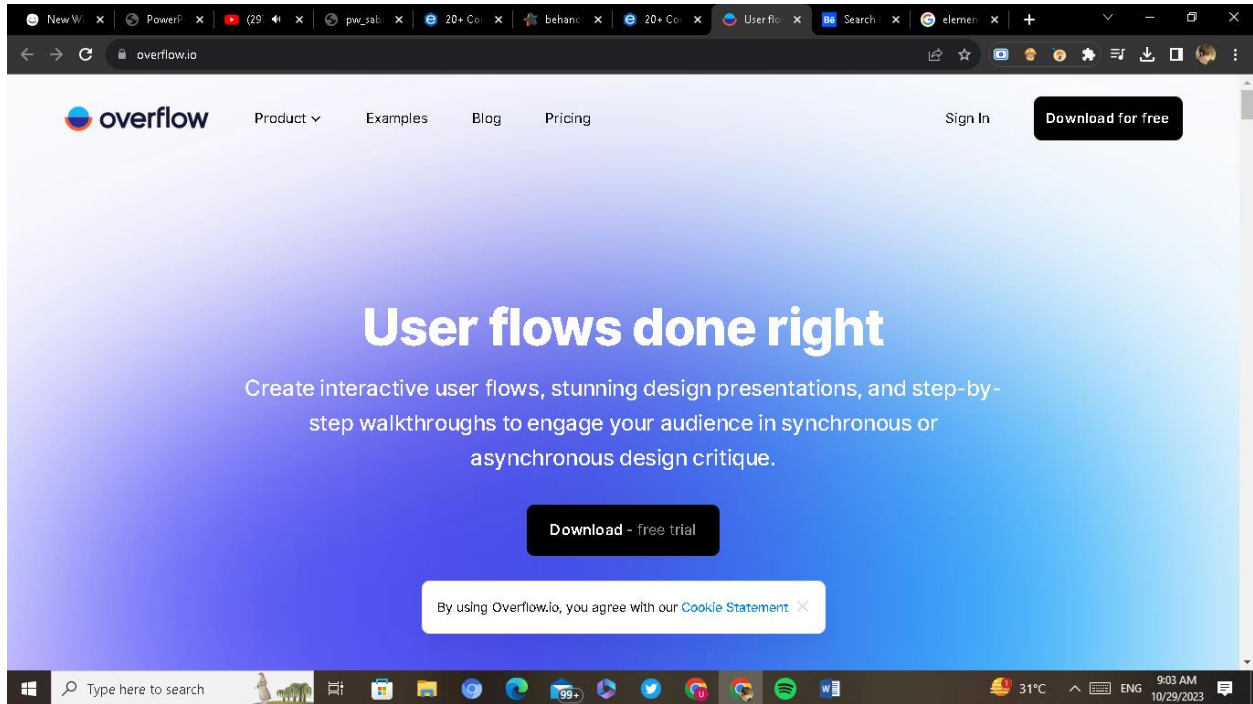 New Wi
PowerP
(29)
pw_sab
20+ Co
behanc
20+ Co
User flo
Bē
Search
G
elemen
overflow.io
overflow
Product
Examples
Blog
Pricing
Sign In
Download for free
User flows done right
Create interactive user flows, stunning design presentations, and step-by-
step walkthroughs to engage your audience in synchronous or
asynchronous design critique.
Download - free trial
By using Overflow.io, you agree with our Cookie Statement
Type here to search
99+
31°C
ENG
9:03 AM
10/29/2023